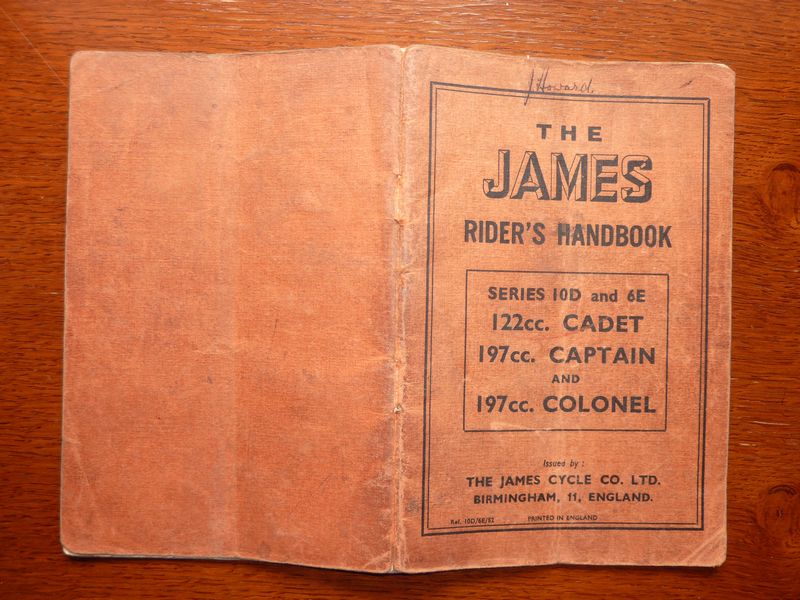 J. Howard.
THE
JAMES
RIDER'S HANDBOOK
SERIES 10D and 6E
122cc. CADET
197cc. CAPTAIN
AND
197cc. COLONEL
Issued by :
THE JAMES CYCLE CO. LTD.
BIRMINGHAM, 11, ENGLAND.
Ref. 10D/6E/52 PRINTED IN ENGLAND